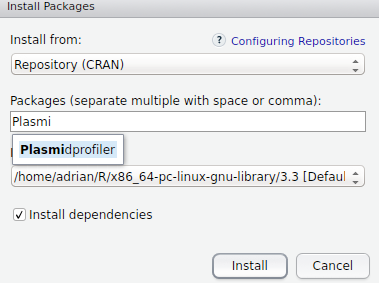 Install Packages
Install from:
? Configuring Repositories
Repository (CRAN)
Packages (separate multiple with space or comma):
Plasmi
Plasmidprofiler
/home/adrian/R/x86_64-pc-linux-gnu-library/3.3 [Defaul
Install dependencies
Install
Cancel